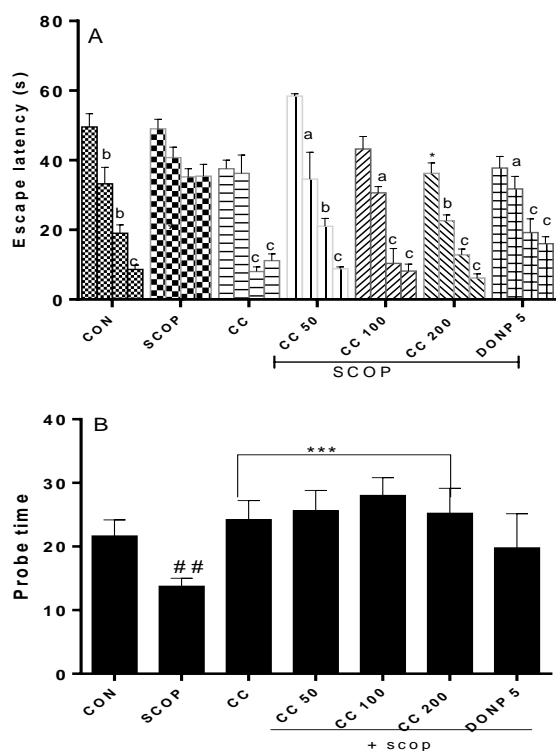 A
Escape latency (s)
80
60
40
20
0
b
b
c
c
c
a
b
c
a
c
c
*
b
c
c
a
c
c
CON
SCOP
CC
CC 50
CC 100
CC 200
DONP 5
SCOP
B
Probe time
40
30
20
10
0
##
***
CON
SCOP
CC
CC 50
CC 100
CC 200
DONP 5
+ scop